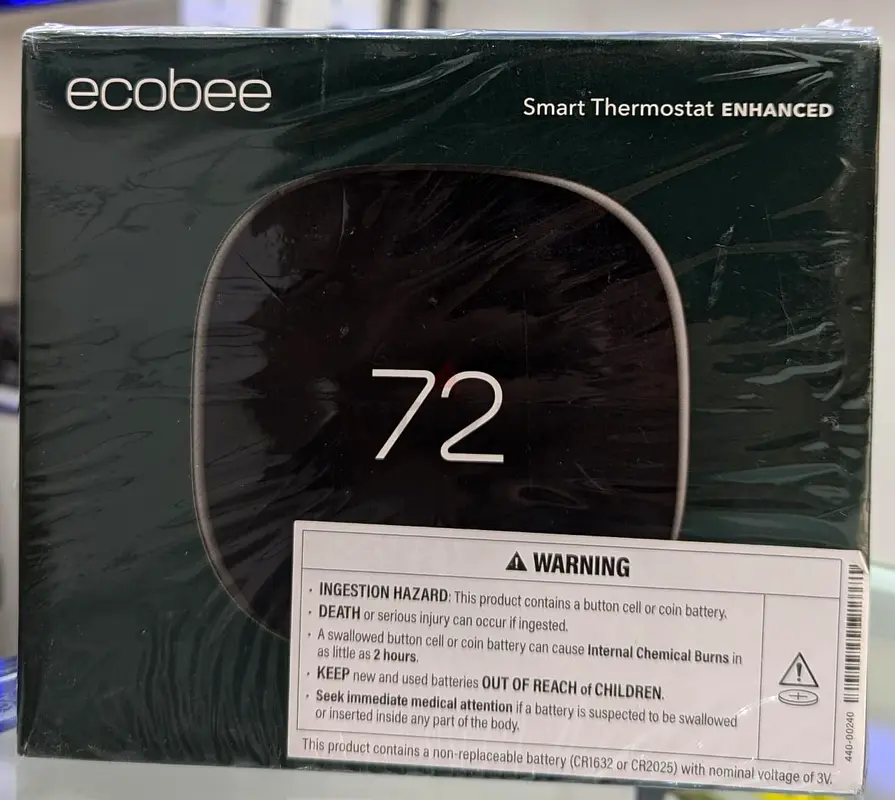 ecobee
Smart Thermostat ENHANCED
72
WARNING
· INGESTION HAZARD: This product contains a button cell or coin battery.
· DEATH or serious injury can occur if ingested.
· A swallowed button cell or coin battery can cause Internal Chemical Burns in
as little as 2 hours.
· KEEP new and used batteries OUT OF REACH of CHILDREN.
· Seek immediate medical attention if a battery is suspected to be swallowed
or inserted inside any part of the body.
This product contains a non-replaceable battery (CR1632 or CR2025) with nominal voltage of 3V.
440-00240